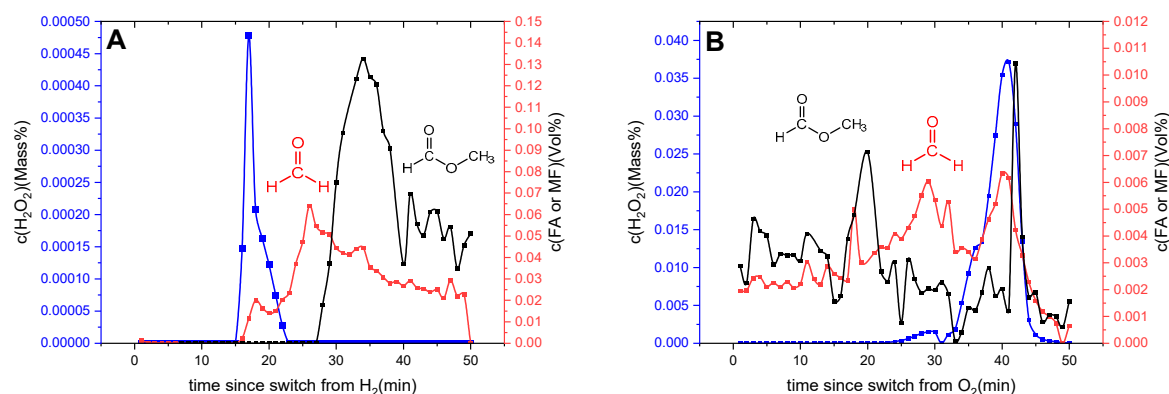 A
c(H2O2)(Mass%)
0.00050
0.00045
0.00040
0.00035
0.00030
0.00025
0.00020
0.00015
0.00010
0.00005
0.00000
0 10 20 30 40 50
time since switch from H2(min)
0.15
0.14
0.13
0.12
0.11
0.10
0.09
0.08
0.07
0.06
0.05
0.04
0.03
0.02
0.01
0.00
c(FA or MF)(Vol%)
O
H H
O
H O CH3
B
c(H2O2)(Mass%)
0.040
0.035
0.030
0.025
0.020
0.015
0.010
0.005
0.000
0 10 20 30 40 50
time since switch from O2(min)
0.012
0.011
0.010
0.009
0.008
0.007
0.006
0.005
0.004
0.003
0.002
0.001
0.000
c(FA or MF)(Vol%)
O
H O CH3
O
H H